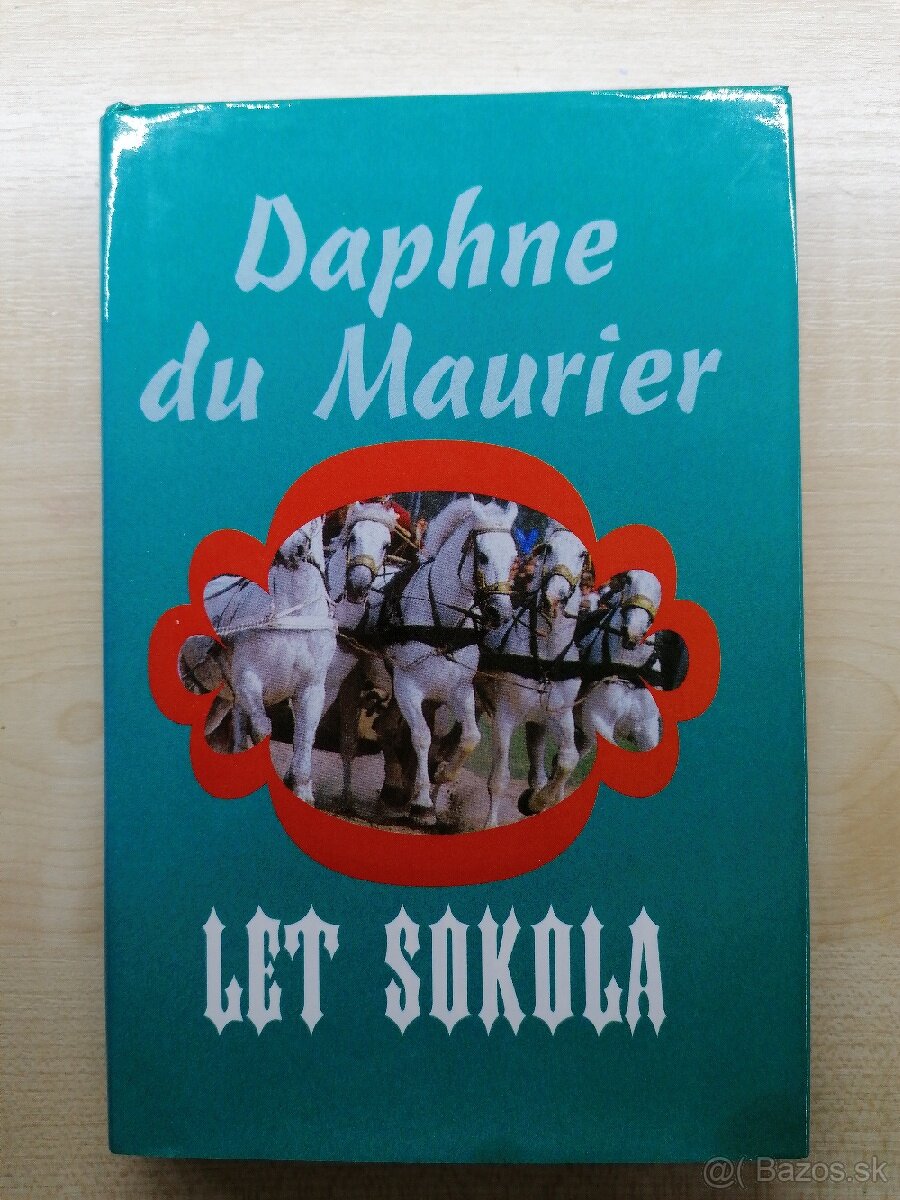 Daphne
du Maurier
LET SOKOLA
@( Bazos.sk